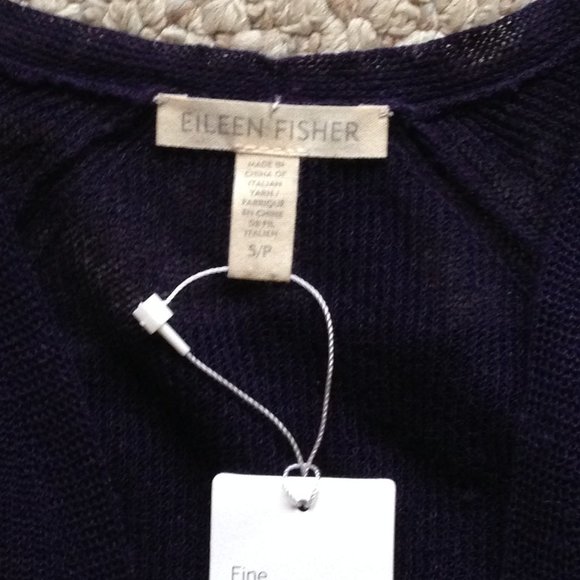 EILEEN FISHER
MADE IN
CHINA OF
ITALIAN
YARN /
FABRIQUÉ
EN CHINE
DE FIL
ITALIEN
S/P
Fine